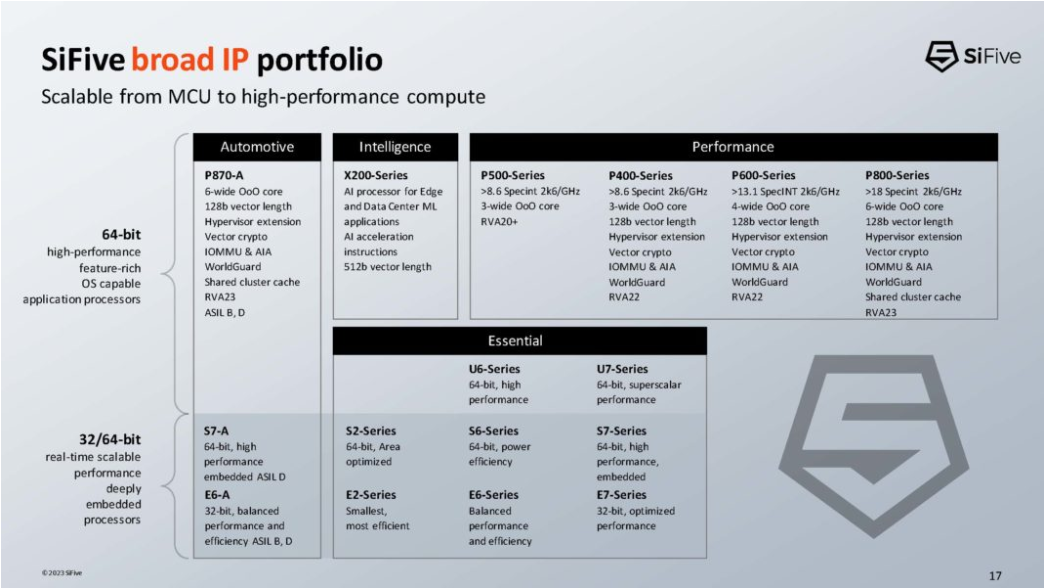 SiFive broad IP portfolio
Scalable from MCU to high-performance compute
SiFive
Automotive
P870-A
6-wide OoO core
128b vector length
Hypervisor extension
Vector crypto
IOMMU & AIA
WorldGuard
Shared cluster cache
RVA23
ASIL B, D
Intelligence
X200-Series
AI processor for Edge
and Data Center ML
applications
AI acceleration
instructions
512b vector length
Performance
P500-Series
>8.6 Specint 2k6/GHz
3-wide OoO core
RVA20+
P400-Series
>8.6 Specint 2k6/GHz
3-wide OoO core
128b vector length
Hypervisor extension
Vector crypto
IOMMU & AIA
WorldGuard
RVA22
P600-Series
>13.1 SpecINT 2k6/GHz
4-wide OoO core
128b vector length
Hypervisor extension
Vector crypto
IOMMU & AIA
WorldGuard
RVA22
P800-Series
>18 Specint 2k6/GHz
6-wide OoO core
128b vector length
Hypervisor extension
Vector crypto
IOMMU & AIA
WorldGuard
Shared cluster cache
RVA23
64-bit
high-performance
feature-rich
OS capable
application processors
Essential
U6-Series
64-bit, high
performance
U7-Series
64-bit, superscalar
performance
32/64-bit
real-time scalable
performance
deeply
embedded
processors
S7-A
64-bit, high
performance
embedded ASIL D
S2-Series
64-bit, Area
optimized
S6-Series
64-bit, power
efficiency
S7-Series
64-bit, high
performance,
embedded
E6-A
32-bit, balanced
performance and
efficiency ASIL B, D
E2-Series
Smallest,
most efficient
E6-Series
Balanced
performance
and efficiency
E7-Series
32-bit, optimized
performance
© 2023 SiFive
17